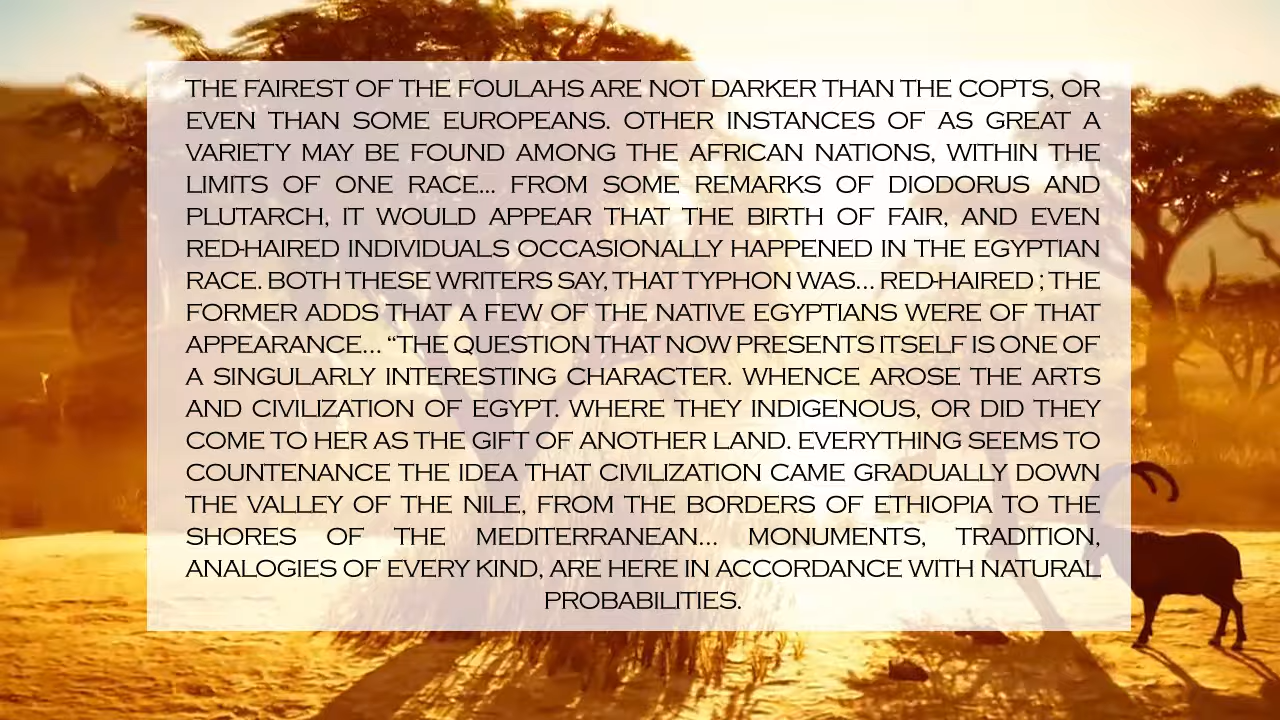 THE FAIREST OF THE FOULAHS ARE NOT DARKER THAN THE COPTS, OR
EVEN THAN SOME EUROPEANS. OTHER INSTANCES OF AS GREAT A
VARIETY MAY BE FOUND AMONG THE AFRICAN NATIONS, WITHIN THE
LIMITS OF ONE RACE... FROM SOME REMARKS OF DIODORUS AND
PLUTARCH, IT WOULD APPEAR THAT THE BIRTH OF FAIR, AND EVEN
RED-HAIRED INDIVIDUALS OCCASIONALLY HAPPENED IN THE EGYPTIAN
RACE. BOTH THESE WRITERS SAY, THAT TYPHON WAS... RED-HAIRED ; THE
FORMER ADDS THAT A FEW OF THE NATIVE EGYPTIANS WERE OF THAT
APPEARANCE... “THE QUESTION THAT NOW PRESENTS ITSELF IS ONE OF
A SINGULARLY INTERESTING CHARACTER. WHENCE AROSE THE ARTS
AND CIVILIZATION OF EGYPT. WHERE THEY INDIGENOUS, OR DID THEY
COME TO HER AS THE GIFT OF ANOTHER LAND. EVERYTHING SEEMS TO
COUNTENANCE THE IDEA THAT CIVILIZATION CAME GRADUALLY DOWN
THE VALLEY OF THE NILE, FROM THE BORDERS OF ETHIOPIA TO THE
SHORES OF THE MEDITERRANEAN... MONUMENTS, TRADITION,
ANALOGIES OF EVERY KIND, ARE HERE IN ACCORDANCE WITH NATURAL
PROBABILITIES.